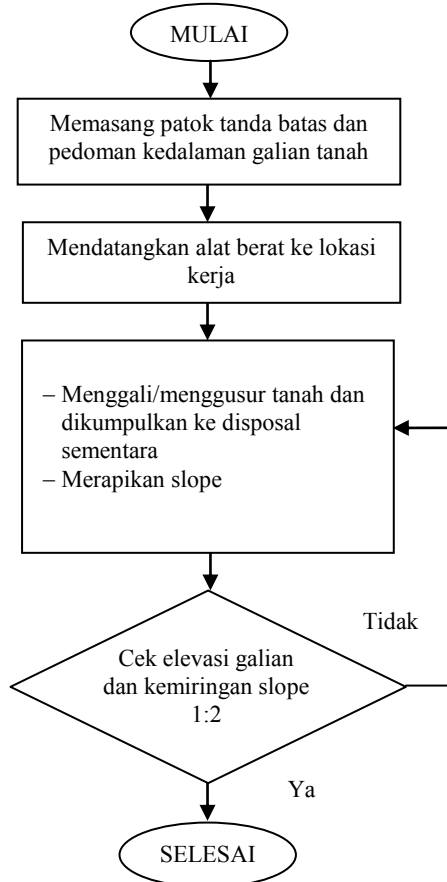 MULAI
Memasang patok tanda batas dan
pedoman kedalaman galian tanah
Mendatangkan alat berat ke lokasi
kerja
– Menggali/menggusur tanah dan
dikumpulkan ke disposal
sementara
– Merapikan slope
Tidak
Cek elevasi galian
dan kemiringan slope
1:2
Ya
SELESAI